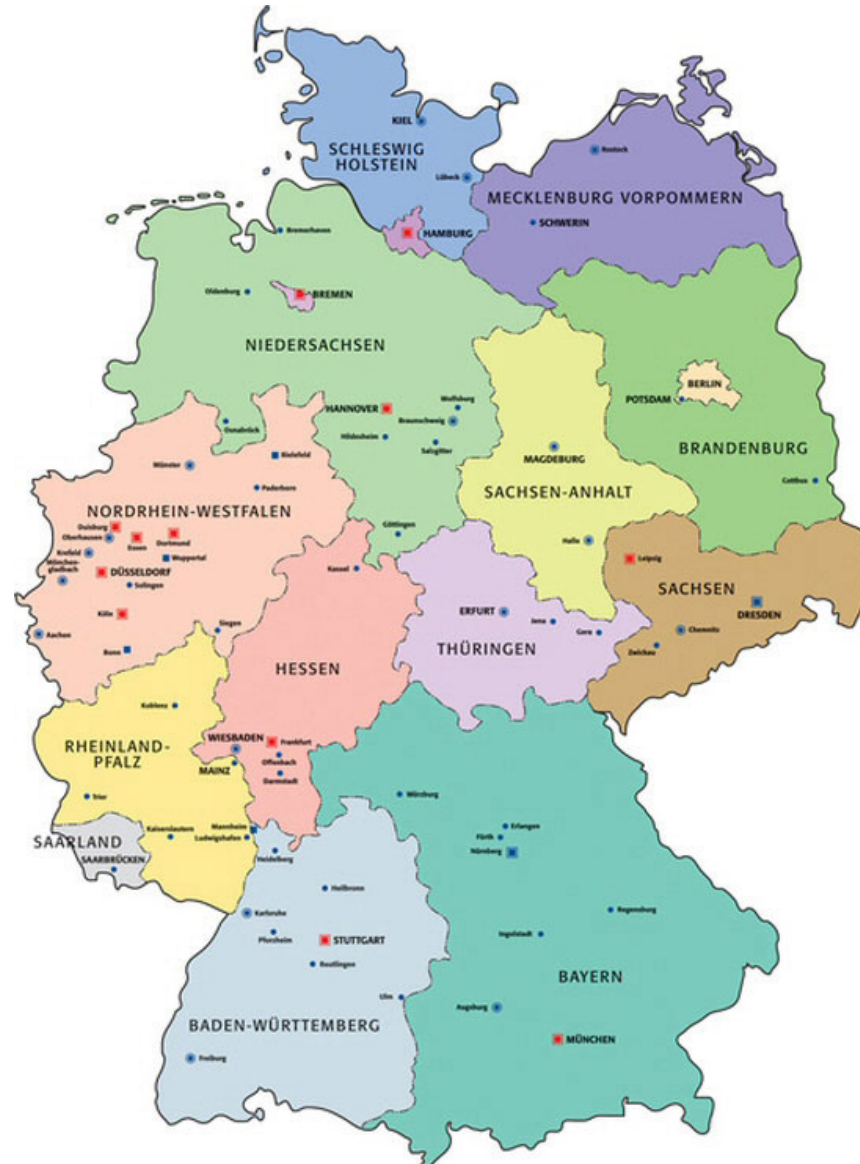 KIEL
SCHLESWIG
HOLSTEIN
Rostock
Lübeck
MECKLENBURG VORPOMMERN
SCHWERIN
Bremerhaven
HAMBURG
Oldenburg
BREMEN
NIEDERSACHSEN
BERLIN
POTSDAM
HANNOVER
Wolfsburg
Braunschweig
Osnabrück
Hildesheim
Salzgitter
BRANDENBURG
Bielefeld
MAGDEBURG
Münster
Paderborn
SACHSEN-ANHALT
Cottbus
NORDRHEIN-WESTFALEN
Duisburg
Oberhausen
Essen
Dortmund
Göttingen
Halle
Krefeld
Wuppertal
Leipzig
Mönchen-
gladbach
DÜSSELDORF
Kassel
Solingen
SACHSEN
DRESDEN
Köln
ERFURT
Jena
Gera
Chemnitz
Siegen
Aachen
Zwickau
THÜRINGEN
Bonn
HESSEN
Koblenz
WIESBADEN
Frankfurt
RHEINLAND-
PFALZ
Offenbach
MAINZ
Darmstadt
Trier
Würzburg
Mannheim
Erlangen
Kaiserslautern
Ludwigshafen
Fürth
SAARLAND
Nürnberg
SAARBRÜCKEN
Heidelberg
Heilbronn
Karlsruhe
Regensburg
Pforzheim
STUTTGART
Ingolstadt
Reutlingen
BAYERN
Ulm
Augsburg
BADEN-WÜRTTEMBERG
MÜNCHEN
Freiburg